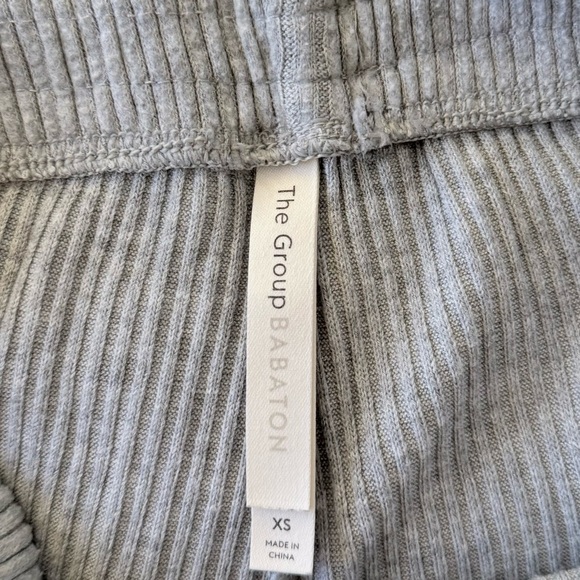 The Group BABATON
XS
MADE IN
CHINA